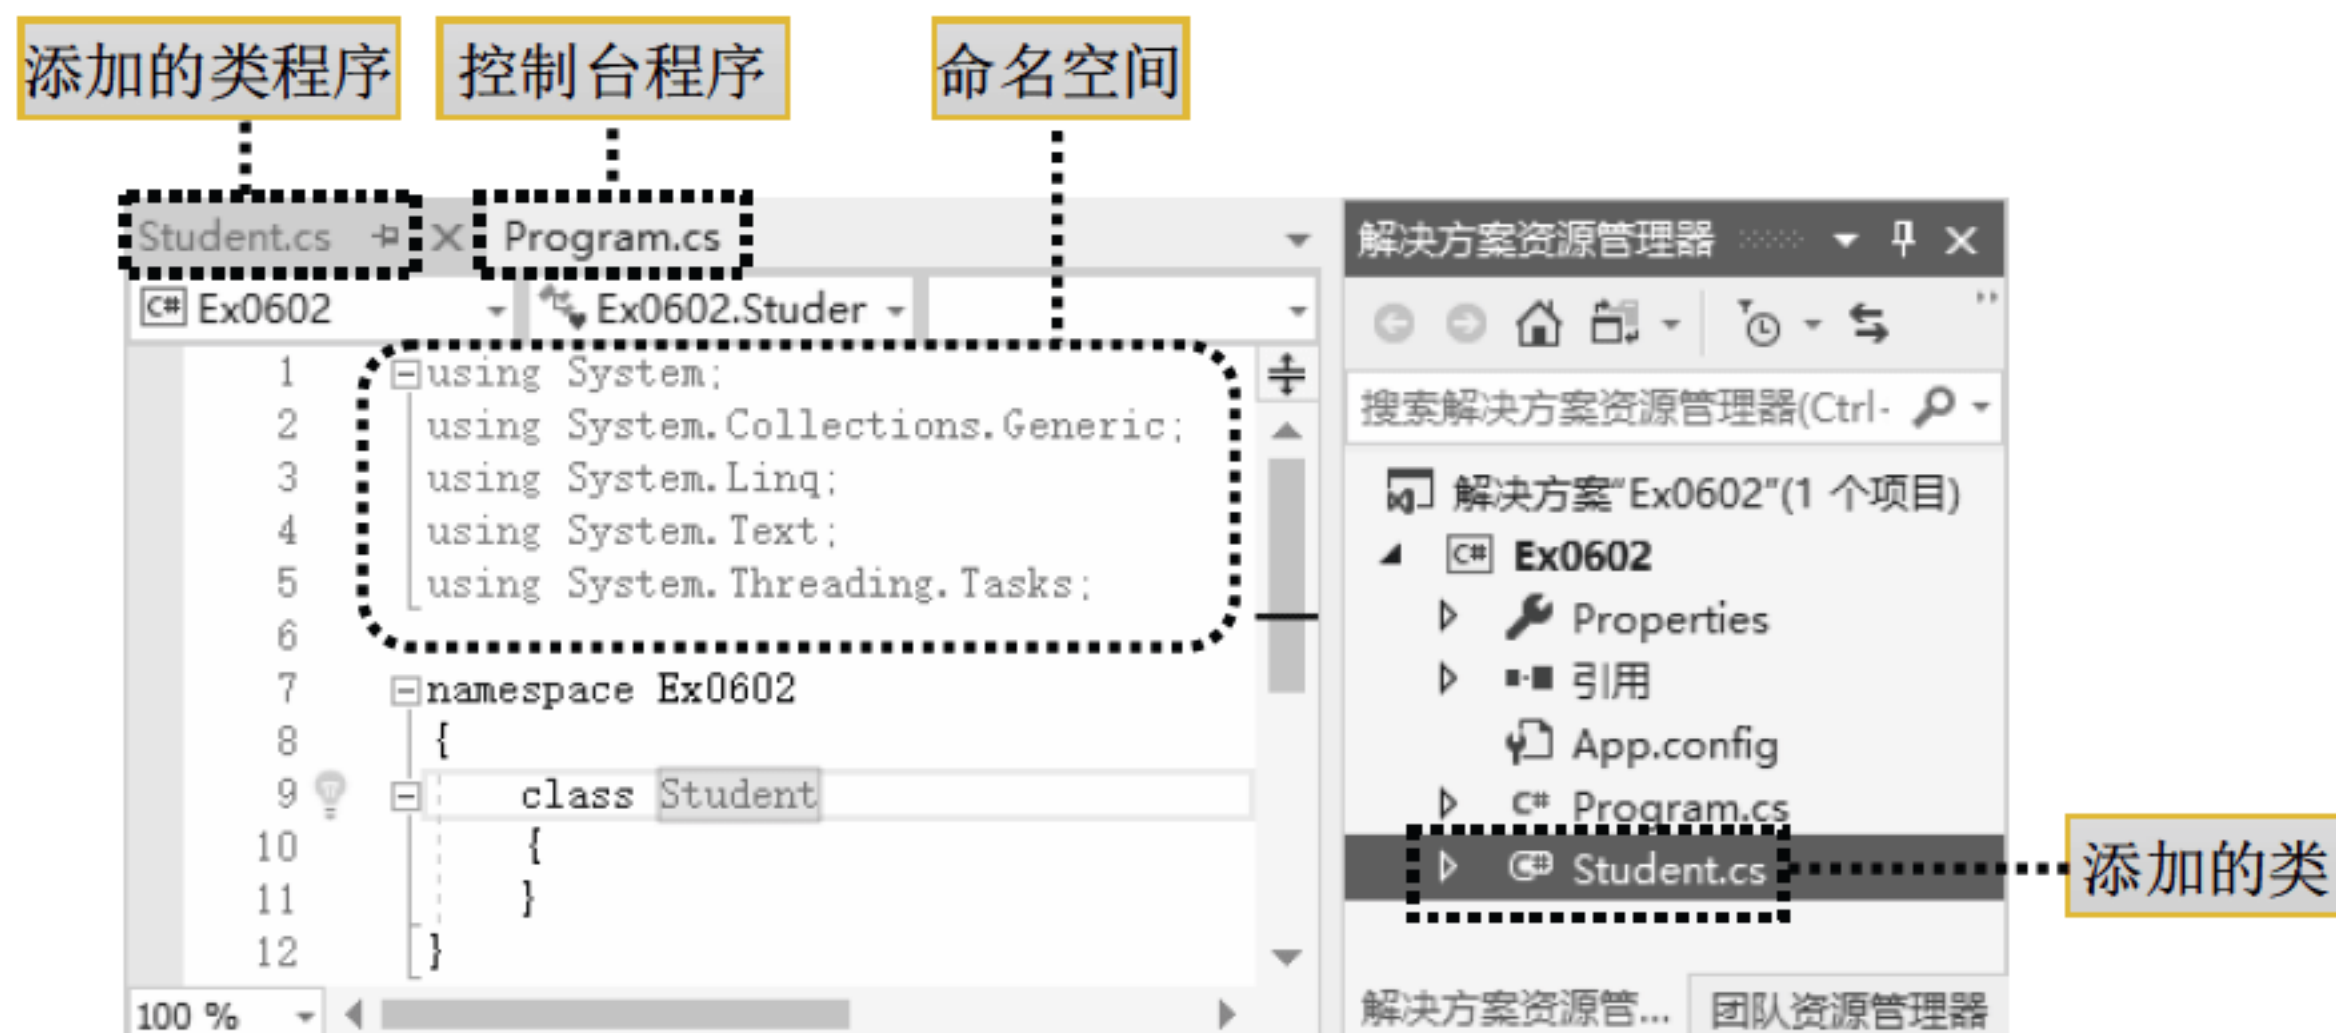 添加的类程序
控制台程序
命名空间
Student.cs
Program.cs
解决方案资源管理器
C# Ex0602
Ex0602.Studer
搜索解决方案资源管理器(Ctrl-
1 using System;
2 using System.Collections.Generic;
3 using System.Linq;
4 using System.Text;
5 using System.Threading.Tasks;
6
7 namespace Ex0602
8 {
9 class Student
10 {
11 }
12 }
100 %
解决方案"Ex0602"(1 个项目)
C# Ex0602
Properties
引用
App.config
C# Program.cs
C# Student.cs
添加的类
解决方案资源管...
团队资源管理器